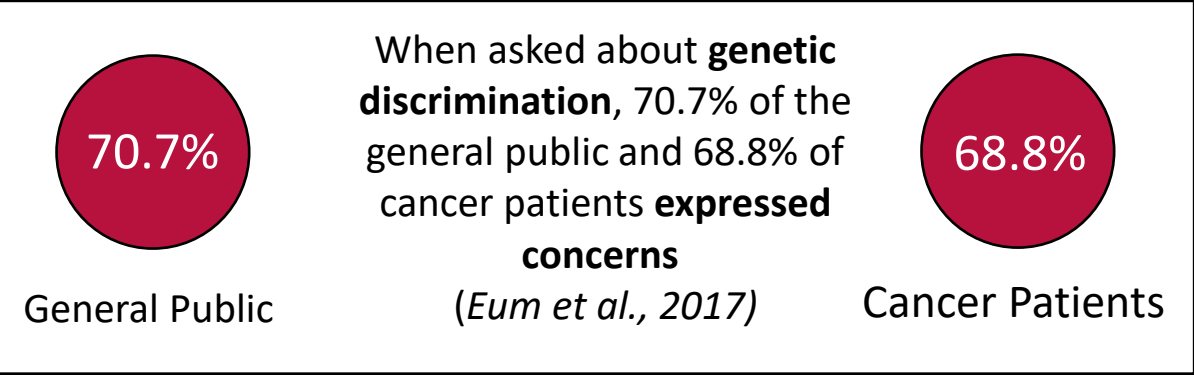 70.7%
General Public
When asked about genetic
discrimination, 70.7% of the
general public and 68.8% of
cancer patients expressed
concerns
(Eum et al., 2017)
68.8%
Cancer Patients